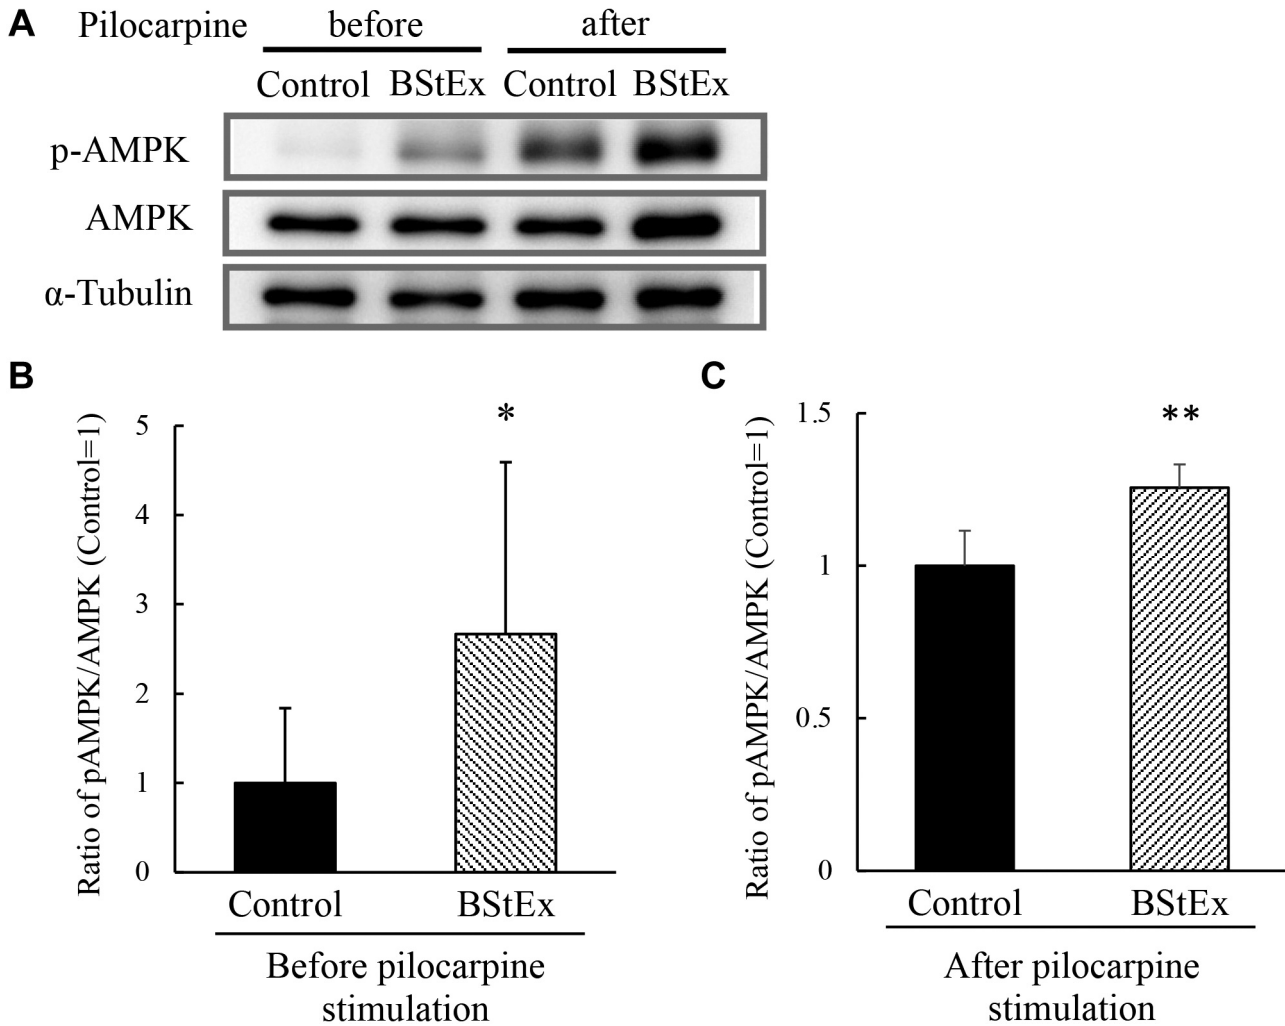 A
Pilocarpine before after
Control BStEx Control BStEx
p-AMPK
AMPK
α-Tubulin
B
Ratio of pAMPK/AMPK (Control=1)
5
4
3
2
1
0
*
Control BStEx
Before pilocarpine
stimulation
C
Ratio of pAMPK/AMPK (Control=1)
1.5
1
0.5
0
**
Control BStEx
After pilocarpine
stimulation